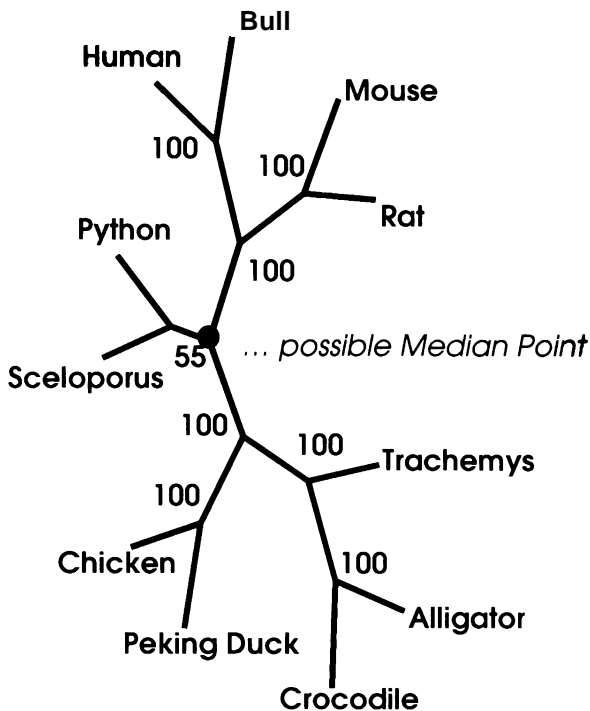 Bull
Human
Mouse
100
100
Rat
Python
100
... possible Median Point
55
Sceloporus
100
100
Trachemys
100
Chicken
100
Alligator
Peking Duck
Crocodile